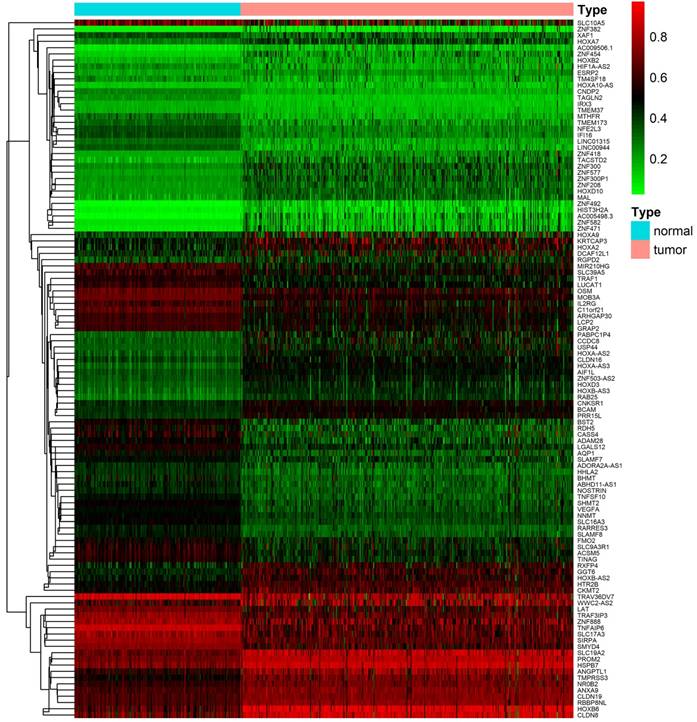 Type
SLC10A5
ZNF382
XAF1
HOXA7
AC009506.1
ZNF454
HOXB2
HIF1A-AS2
ESRP2
TM4SF18
HOXA10-AS
CNDP2
TAGLN2
IRX3
TMEM37
MTHFR
TMEM173
NFE2L3
IFI16
LINC01315
LINC00944
ZNF418
TACSTD2
ZNF300
ZNF577
ZNF300P1
ZNF208
HOXD10
MAL
ZNF492
HIST3H2A
AC005498.3
ZNF582
ZNF471
HOXA9
KRTCAP3
HOXA2
DCAF12L1
RGPD2
MIR210HG
SLC39A5
TRAF1
LUCAT1
OSM
MOB3A
IL2RG
C11orf21
ARHGAP30
LCP2
GRAP2
PABPC1P4
CCDC8
USP44
HOXA-AS2
CLDN16
HOXA-AS3
AIF1L
ZNF503-AS2
HOXD3
HOXB-AS3
RAB25
CNKSR1
BCAM
PRR15L
BST2
RDH5
CASS4
ADAM28
LGALS12
AQP1
SLAMF7
ADORA2A-AS1
HHLA2
BHMT
ABHD11-AS1
NOSTRIN
TNFSF10
SHMT2
VEGFA
NNMT
SLC16A3
RARRES3
SLAMF8
FMO2
SLC9A3R1
ACSM5
TINAG
RXFP4
GGT6
HOXB-AS2
HTR2B
CKMT2
TRAV36DV7
WWC2-AS2
LAT
TRAF3IP3
ZNF888
TNFAIP6
SLC17A3
SIRPA
SMYD4
SLC19A2
PROM2
HSPB7
ANGPTL1
TMPRSS3
NR0B2
ANXA9
CLDN19
RBBP8NL
HOXB6
CLDN8
0.8
0.6
0.4
0.2
Type
normal
tumor